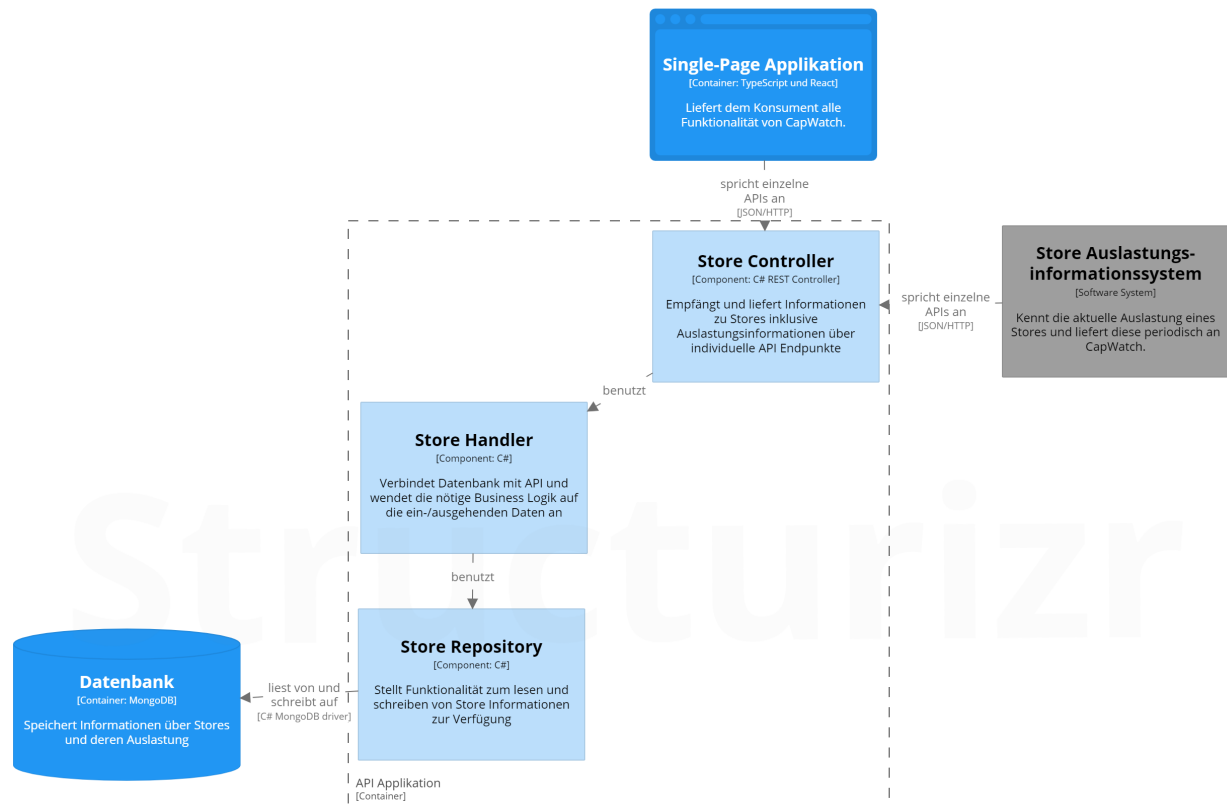 Single-Page Applikation
[Container: TypeScript und React]
Liefert dem Konsument alle
Funktionalität von CapWatch.
spricht einzelne
APIs an
[JSON/HTTP]
Store Controller
[Component: C# REST Controller]
Empfängt und liefert Informationen
zu Stores inklusive
Auslastungsinformationen über
individuelle API Endpunkte
spricht einzelne
APIs an
[JSON/HTTP]
Store Auslastungs-
informationssystem
[Software System]
Kennt die aktuelle Auslastung eines
Stores und liefert diese periodisch an
CapWatch.
benutzt
Store Handler
[Component: C#]
Verbindet Datenbank mit API und
wendet die nötige Business Logik auf
die ein-/ausgehenden Daten an
Structurizr
benutzt
Store Repository
[Component: C#]
Stellt Funktionalität zum lesen und
schreiben von Store Informationen
zur Verfügung
liest von und
schreibt auf
[C# MongoDB driver]
Datenbank
[Container: MongoDB]
Speichert Informationen über Stores
und deren Auslastung
API Applikation
[Container]